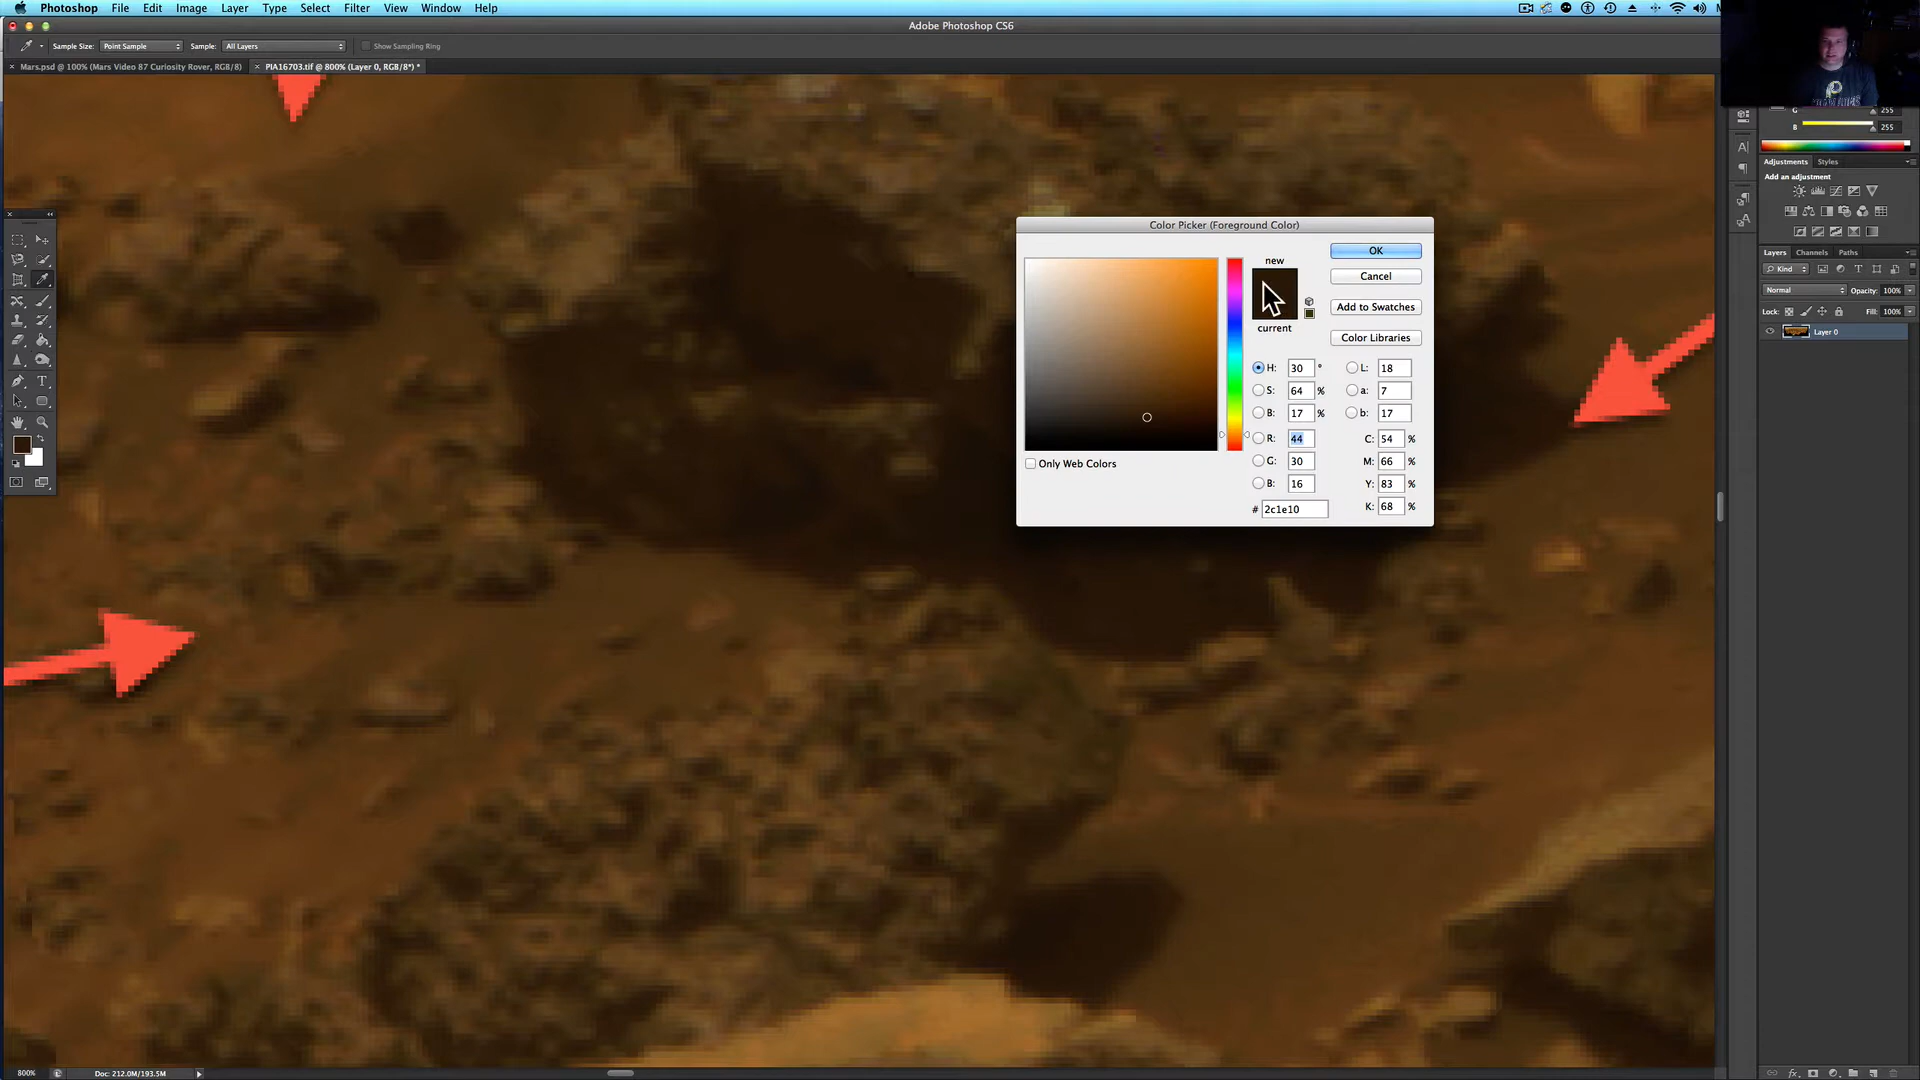 Photoshop File Edit Image Layer Type Select Filter View Window Help
Adobe Photoshop CS6
Sample Size: Point Sample Sample: All Layers Show Sampling Ring
Mars.psd @ 100% (Mars Video 87 Curiosity Rover, RGB/8) PIA16703.tif @ 800% (Layer 0, RGB/8*) *
G 255
B 255
Adjustments Styles
Add an adjustment
Layers Channels Paths
Kind
Normal Opacity: 100%
Lock: Fill: 100%
Layer 0
Color Picker (Foreground Color)
new
current
OK
Cancel
Add to Swatches
Color Libraries
H: 30 ° L: 18
S: 64 % a: 7
B: 17 % b: 17
R: 44 C: 54 %
G: 30 M: 66 %
B: 16 Y: 83 %
# 2c1e10 K: 68 %
Only Web Colors
800% Doc: 212.0M/193.5M